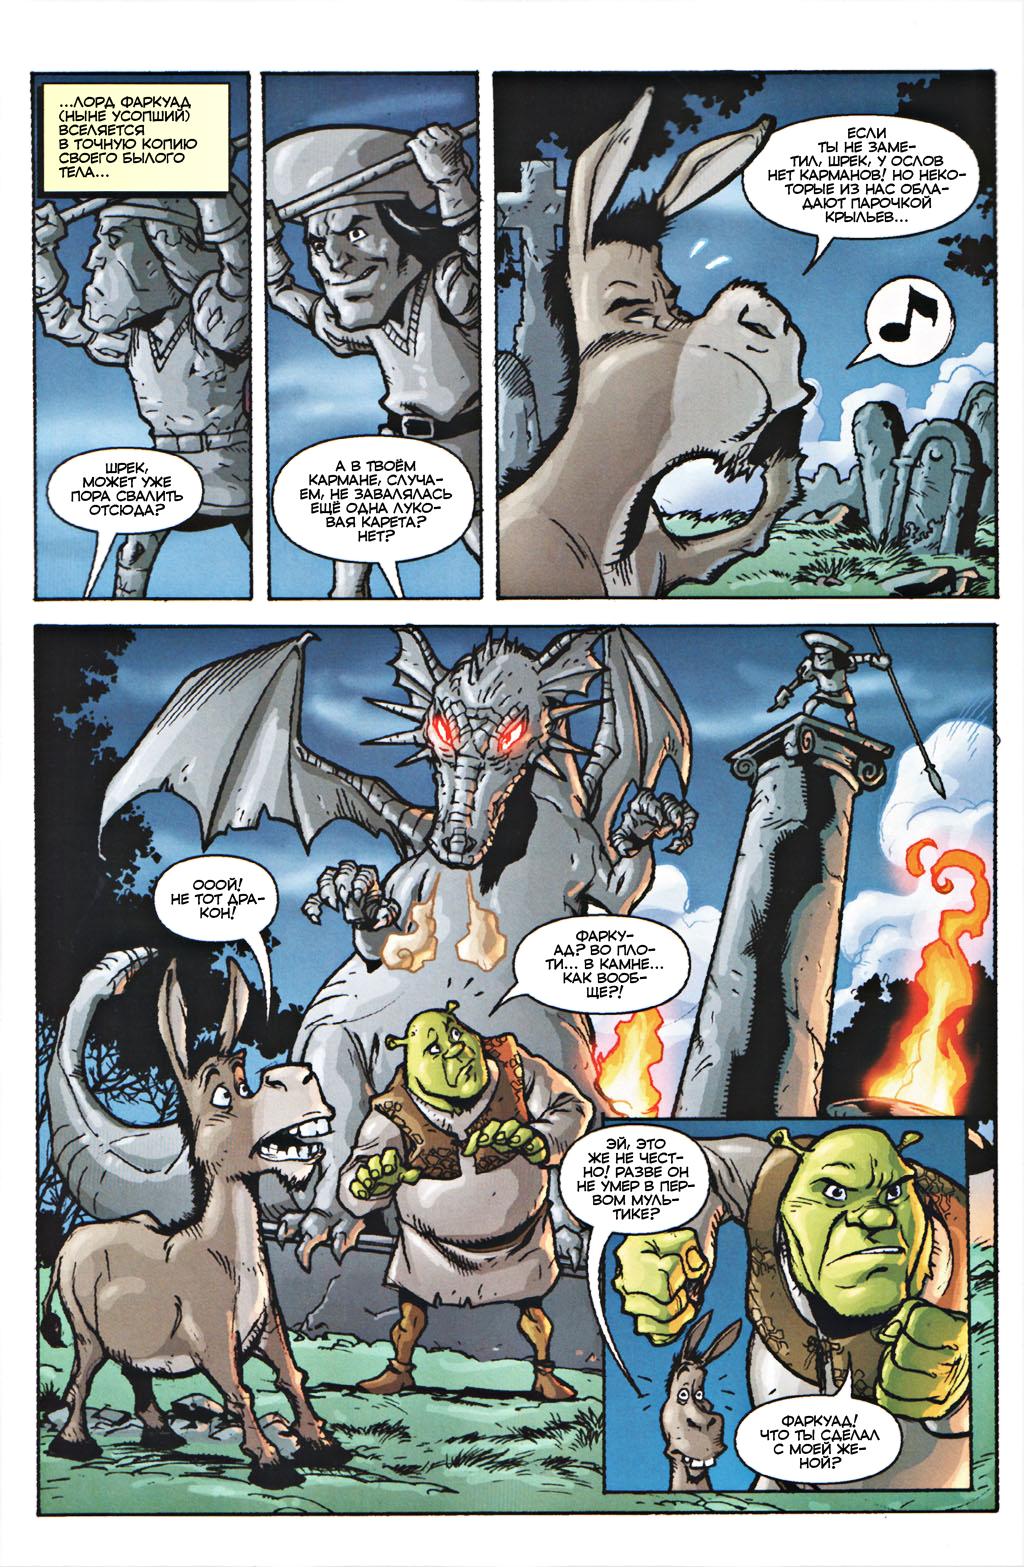 ...ЛОРД ФАРКУАД
(НЫНЕ УСОПШИЙ)
ВСЕЛЯЕТСЯ
В ТОЧНУЮ КОПИЮ
СВОЕГО БЫЛОГО
ТЕЛА...
ШРЕК,
МОЖЕТ УЖЕ
ПОРА СВАЛИТЬ
ОТСЮДА?
А В ТВОЁМ
КАРМАНЕ, СЛУЧА-
ЕМ, НЕ ЗАВАЛЯЛАСЬ
ЕЩЁ ОДНА ЛУКО-
ВАЯ КАРЕТА?
НЕТ?
ЕСЛИ
ТЫ НЕ ЗАМЕ-
ТИЛ, ШРЕК, У ОСЛОВ
НЕТ КАРМАНОВ! НО НЕКО-
ТОРЫЕ ИЗ НАС ОБЛА-
ДАЮТ ПАРОЧКОЙ
КРЫЛЬЕВ...
ОООЙ!
НЕ ТОТ ДРА-
КОН!
ФАРКУ-
АД? ВО ПЛО-
ТИ... В КАМНЕ...
КАК ВООБ-
ЩЕ?!
ЭЙ, ЭТО
ЖЕ НЕ ЧЕСТ-
НО! РАЗВЕ ОН
НЕ УМЕР В ПЕР-
ВОМ МУЛЬ-
ТИКЕ?
ФАРКУАД!
ЧТО ТЫ СДЕЛАЛ
С МОЕЙ ЖЕ-
НОЙ?